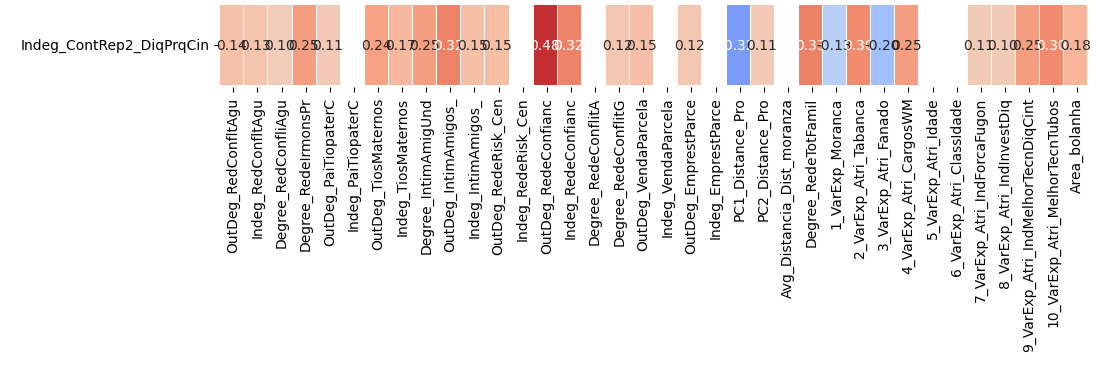 Indeg_ContRep2_DiqPrqCin
0.14 0.13 0.10 0.25 0.11 0.24 0.17 0.25 0.15 0.15 0.48 0.32 0.12 0.15 0.12 0.11 -0.13 -0.20 0.25 0.11 0.10 0.25 0.30 0.18
OutDeg_RedConfltAgu
Indeg_RedConfltAgu
Degree_RedConfliAgu
Degree_RedeIrmonsPr
OutDeg_PaiTiopaterC
Indeg_PaiTiopaterC
OutDeg_TiosMaternos
Indeg_TiosMaternos
Degree_IntimAmigUnd
OutDeg_IntimAmigos_
Indeg_IntimAmigos_
OutDeg_RedeRisk_Cen
Indeg_RedeRisk_Cen
OutDeg_RedeConfianc
Indeg_RedeConfianc
Degree_RedeConflitA
Degree_RedeConflitG
OutDeg_VendaParcela
Indeg_VendaParcela
OutDeg_EmprestParce
Indeg_EmprestParce
PC1_Distance_Pro
PC2_Distance_Pro
Avg_Distancia_Dist_moranza
Degree_RedeTotFamil
1_VarExp_Moranca
2_VarExp_Atri_Tabanca
3_VarExp_Atri_Fanado
4_VarExp_Atri_CargosWM
5_VarExp_Atri_Idade
6_VarExp_Atri_ClassIdade
7_VarExp_Atri_IndForcaFugon
8_VarExp_Atri_IndInvestDiq
9_VarExp_Atri_IndMelhorTecnDiqCint
10_VarExp_Atri_MelhorTecnTubos
Area_bolanha